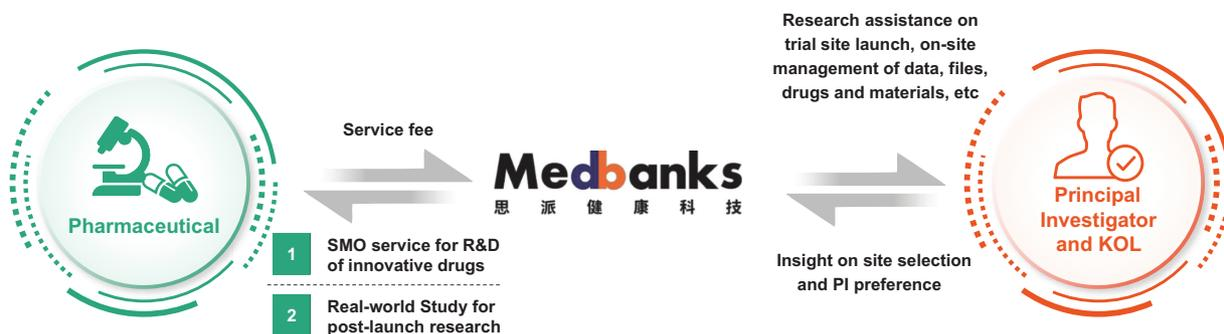 Research assistance on
trial site launch, on-site
management of data, files,
drugs and materials, etc
Service fee
Medbanks
思派健康科技
Pharmaceutical
Principal
Investigator
and KOL
1
SMO service for R&D
of innovative drugs
Insight on site selection
and PI preference
2
Real-world Study for
post-launch research